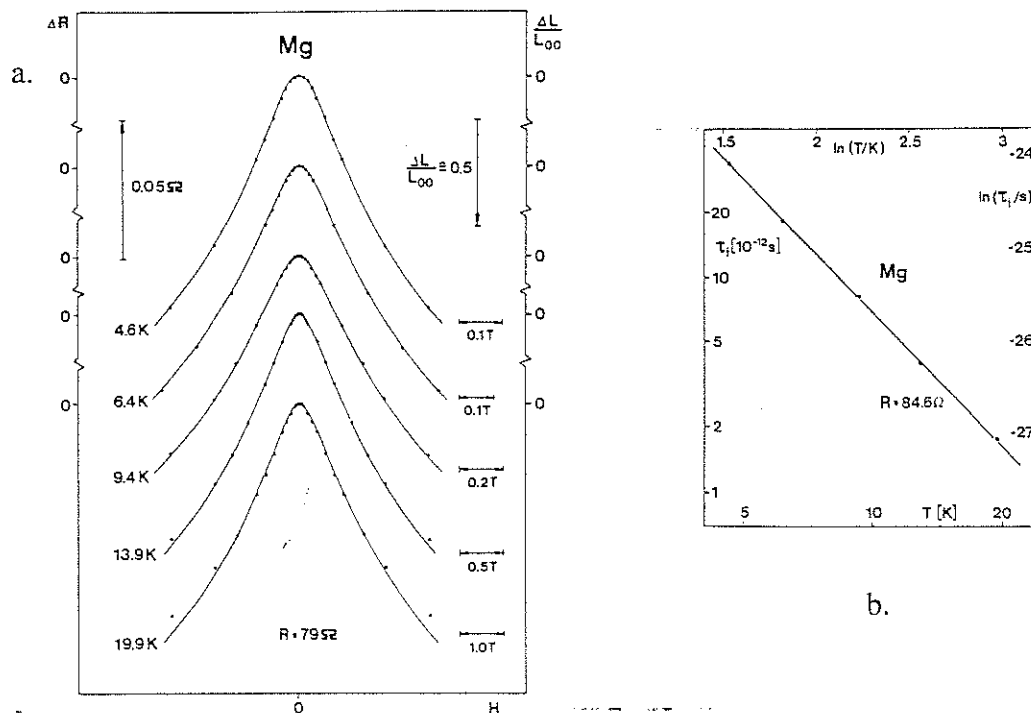 a.
ΔR
ΔL
L₀₀
Mg
0
0
0
0
0
0
0
0
0
0
0.05Ω
ΔL
L₀₀
≙ 0.5
4.6K
0.1T
6.4K
0.1T
9.4K
0.2T
13.9K
0.5T
19.9K
1.0T
R=79Ω
0
H
1.5
2
2.5
3
ln (T/K)
-24
ln(τᵢ/s)
20
-25
τᵢ[10⁻¹²s]
Mg
10
5
-26
R=84.6Ω
2
-27
1
5
10
T [K]
20
b.